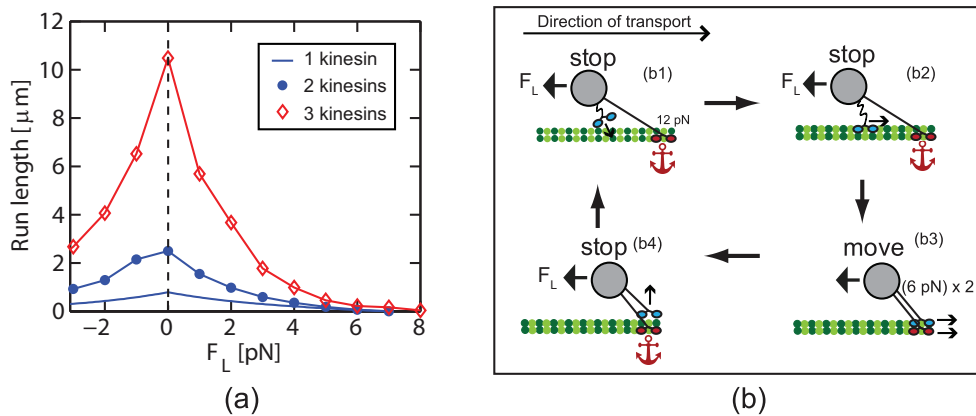 Run length [μm]
12
10
8
6
4
2
0
−2 0 2 4 6 8
F_L [pN]
1 kinesin
2 kinesins
3 kinesins
(a)
Direction of transport
stop
(b1)
F_L
12 pN
stop
(b2)
F_L
12 pN
move
(b3)
(6 pN) x 2
stop
(b4)
F_L
(b)